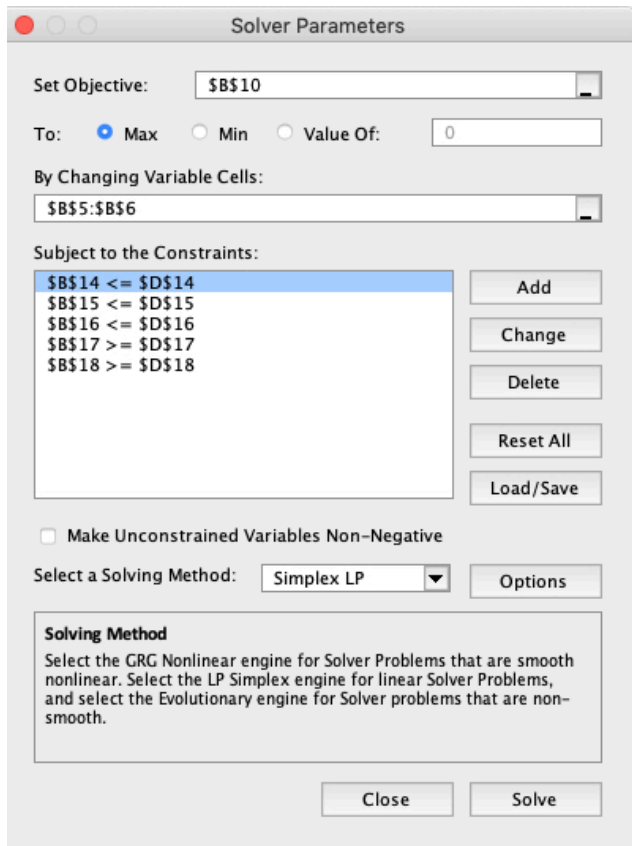 Solver Parameters
Set Objective: $B$10
To: Max Min Value Of: 0
By Changing Variable Cells:
$B$5:$B$6
Subject to the Constraints:
$B$14 <= $D$14
$B$15 <= $D$15
$B$16 <= $D$16
$B$17 >= $D$17
$B$18 >= $D$18
Add
Change
Delete
Reset All
Load/Save
Make Unconstrained Variables Non-Negative
Select a Solving Method: Simplex LP Options
Solving Method
Select the GRG Nonlinear engine for Solver Problems that are smooth
nonlinear. Select the LP Simplex engine for linear Solver Problems,
and select the Evolutionary engine for Solver problems that are non-
smooth.
Close Solve